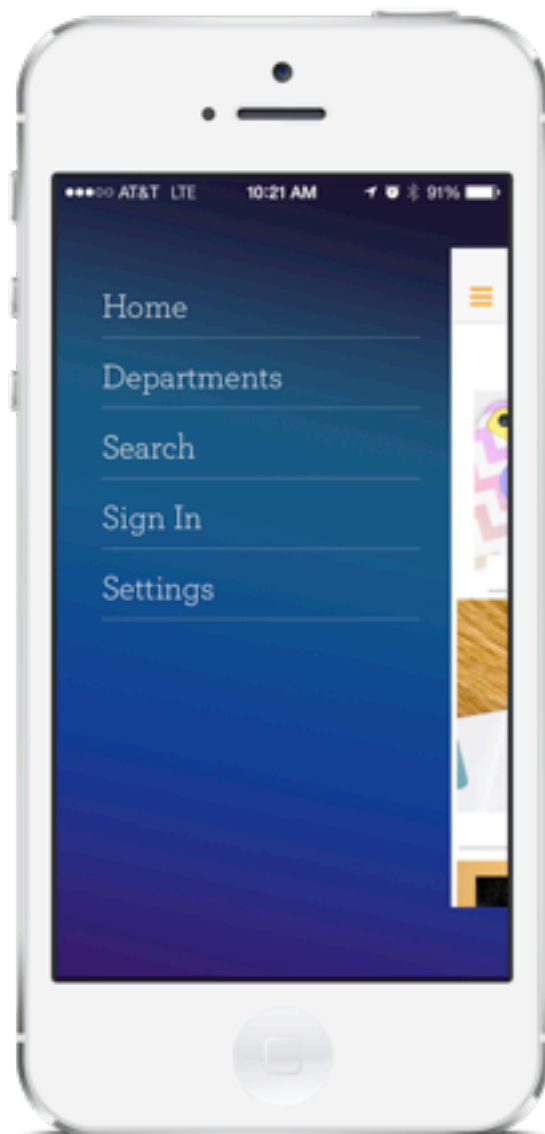 AT&T LTE 10:21 AM 91%
Home
Departments
Search
Sign In
Settings